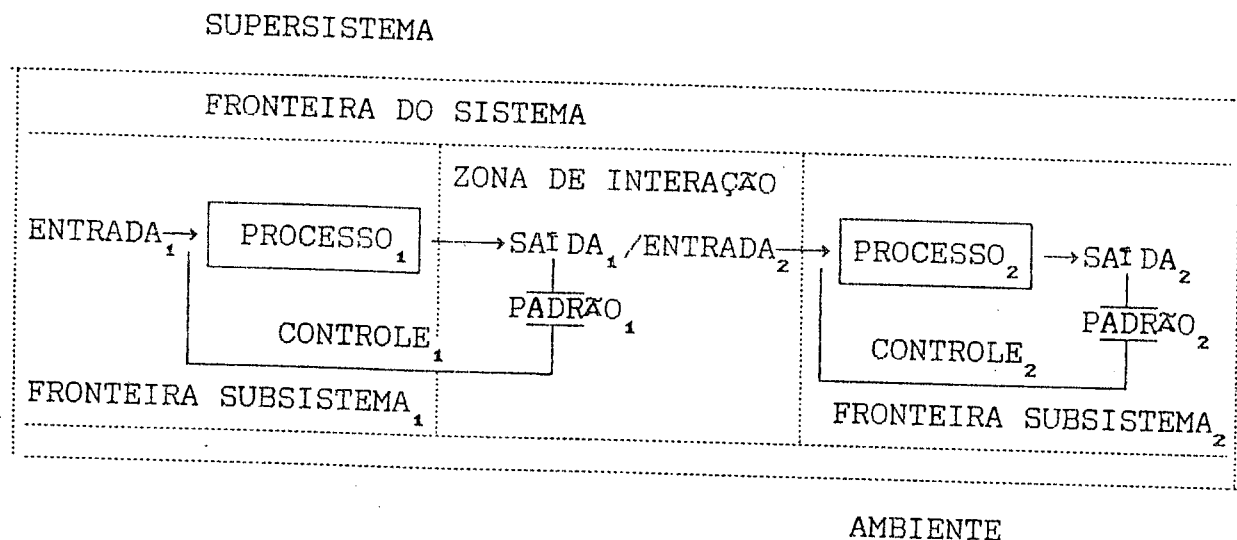 SUPERSISTEMA
FRONTEIRA DO SISTEMA
ZONA DE INTERAÇÃO
ENTRADA₁ → PROCESSO₁ → SAÍDA₁ /ENTRADA₂ → PROCESSO₂ → SAÍDA₂
PADRÃO₁
PADRÃO₂
CONTROLE₁
CONTROLE₂
FRONTEIRA SUBSISTEMA₁
FRONTEIRA SUBSISTEMA₂
AMBIENTE